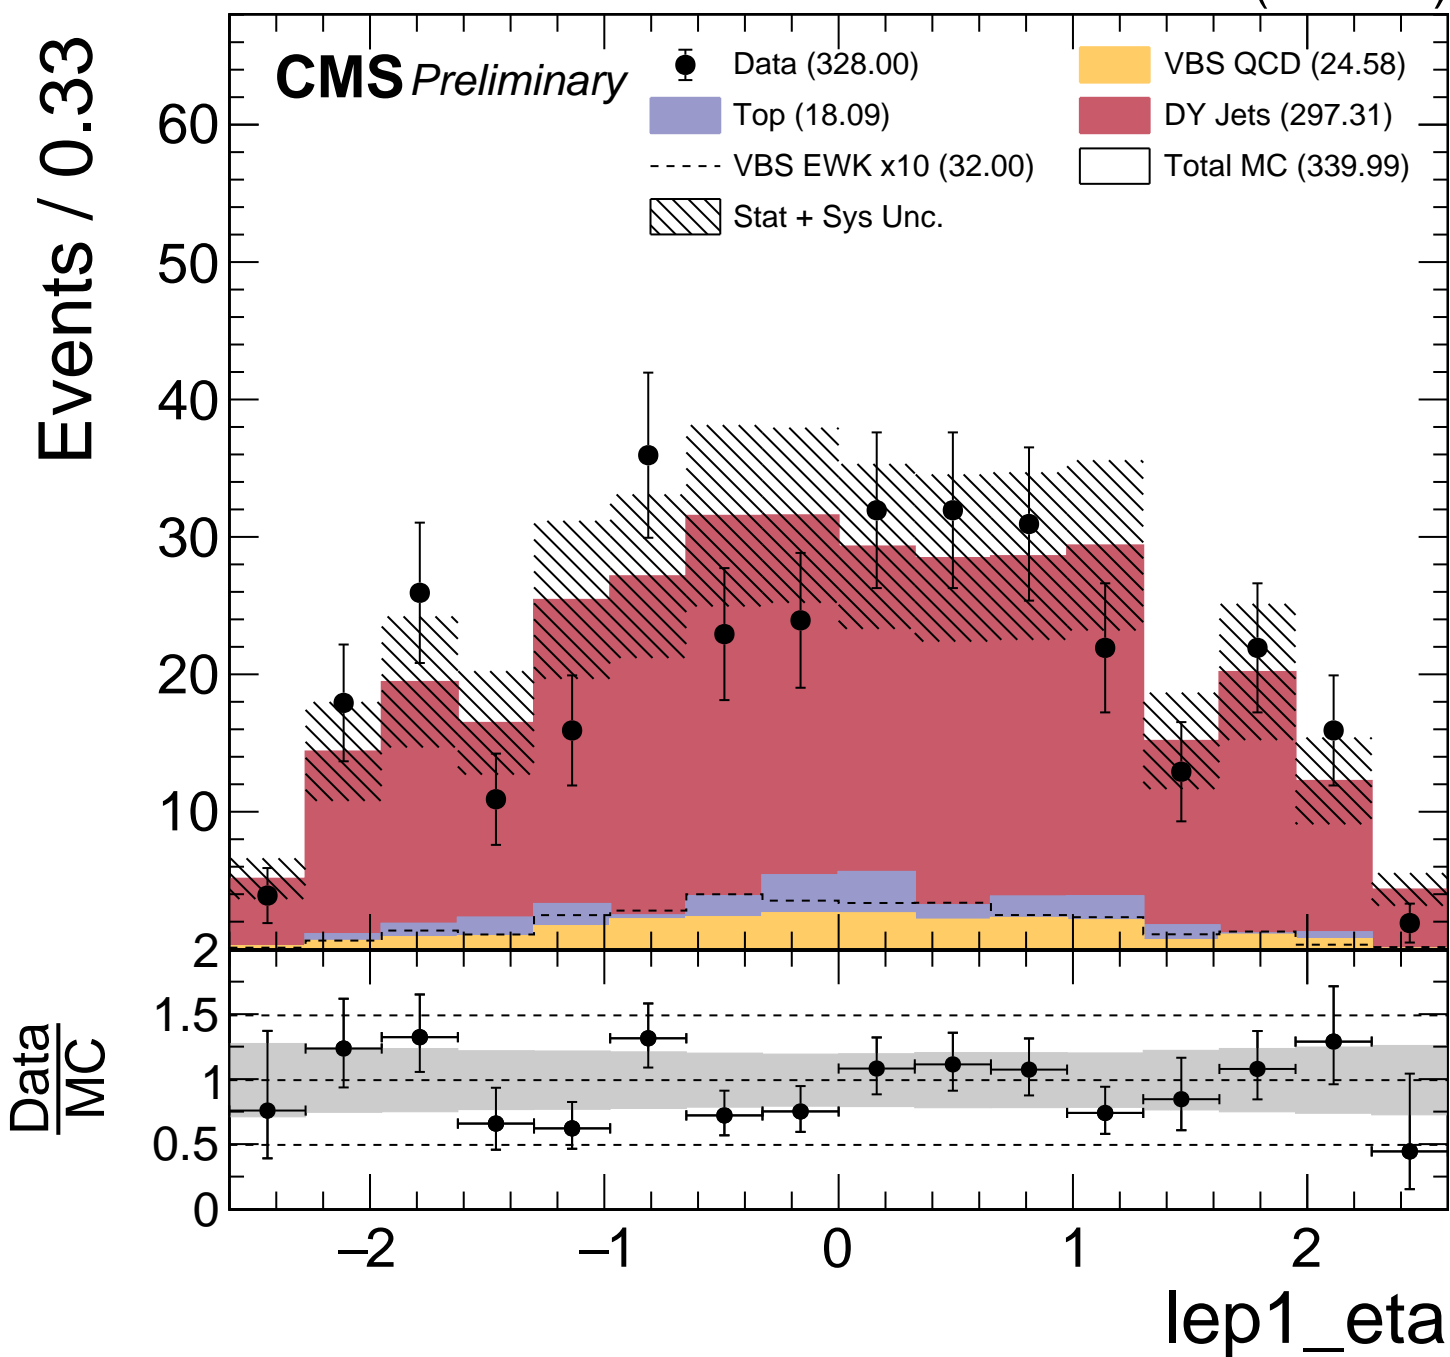 CMS Preliminary
Data (328.00)
VBS QCD (24.58)
Top (18.09)
DY Jets (297.31)
VBS EWK x10 (32.00)
Total MC (339.99)
Stat + Sys Unc.
Events / 0.33
60
50
40
30
20
10
2
1.5
1
0.5
0
Data
MC
−2
−1
0
1
2
lep1_eta